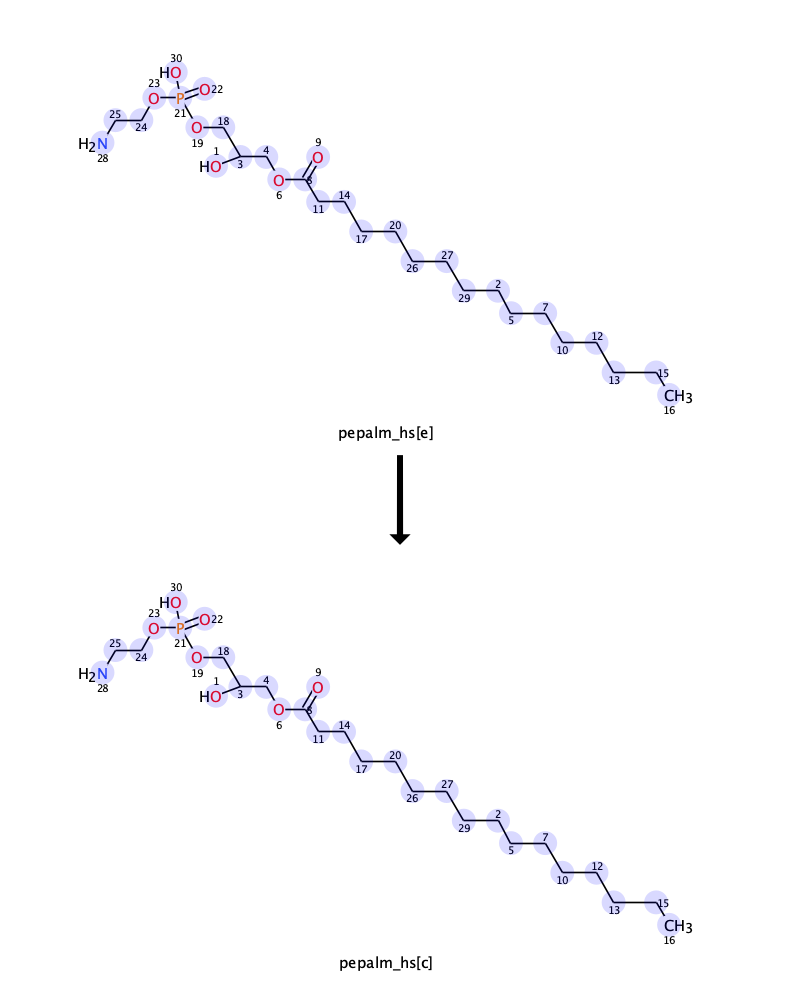 30
HO
23
O P O 22
25 21
24 O 18
H2N 19
28
1 4 9
HO 3 O
O 8
6 14
11
20
17
27
26
2
29
7
5
12
10
15
13
CH3
16
pepalm_hs[e]
30
HO
23
O P O 22
25 21
24 O 18
H2N 19
28
1 4 9
HO 3 O
O 8
6 14
11
20
17
27
26
2
29
7
5
12
10
15
13
CH3
16
pepalm_hs[c]